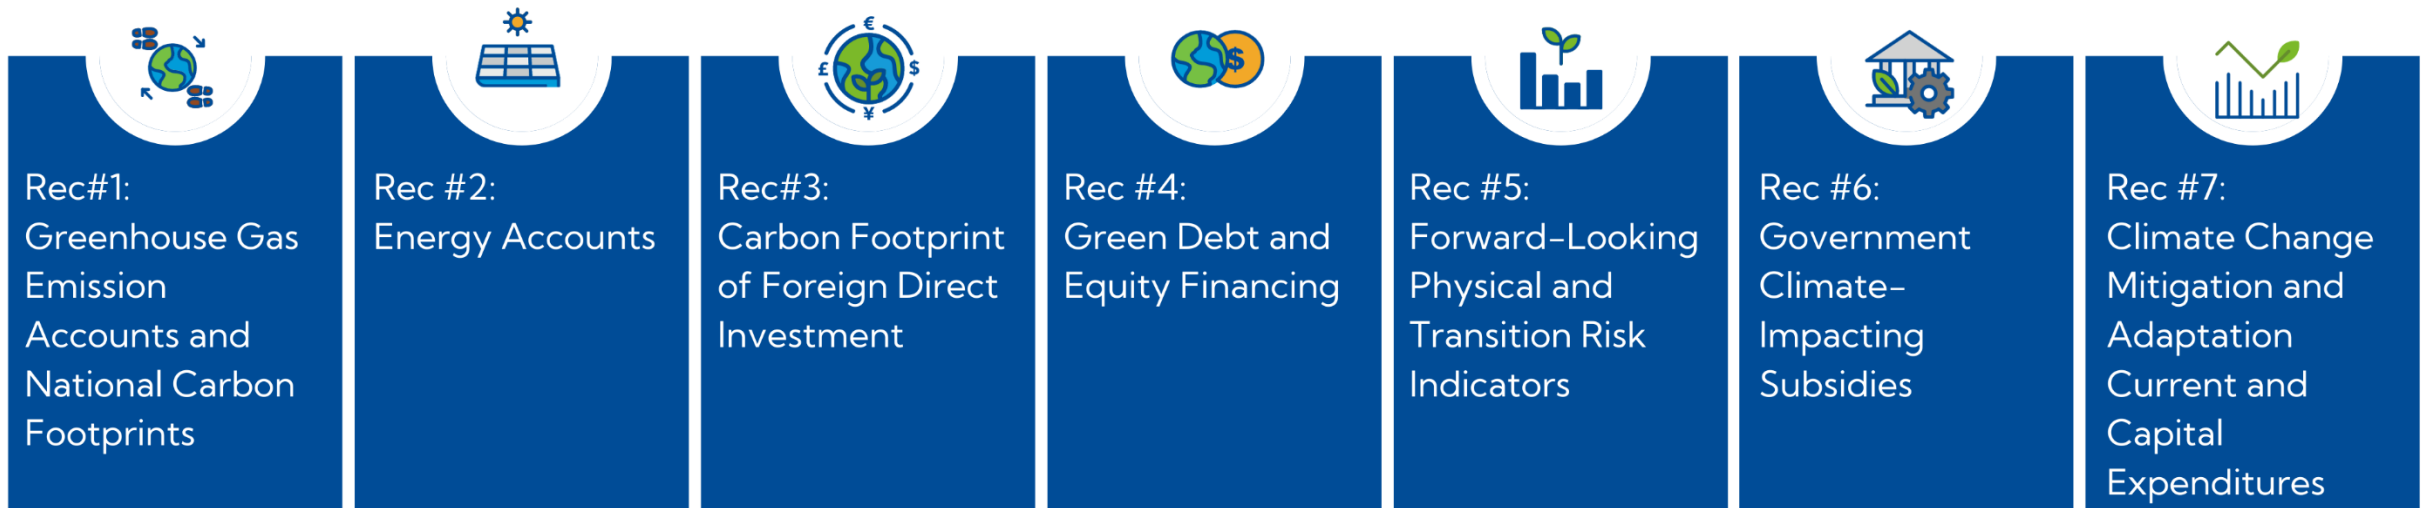 Rec#1:
Greenhouse Gas
Emission
Accounts and
National Carbon
Footprints
Rec #2:
Energy Accounts
Rec#3:
Carbon Footprint
of Foreign Direct
Investment
Rec #4:
Green Debt and
Equity Financing
Rec #5:
Forward-Looking
Physical and
Transition Risk
Indicators
Rec #6:
Government
Climate-
Impacting
Subsidies
Rec #7:
Climate Change
Mitigation and
Adaptation
Current and
Capital
Expenditures
€
£
$
¥
$